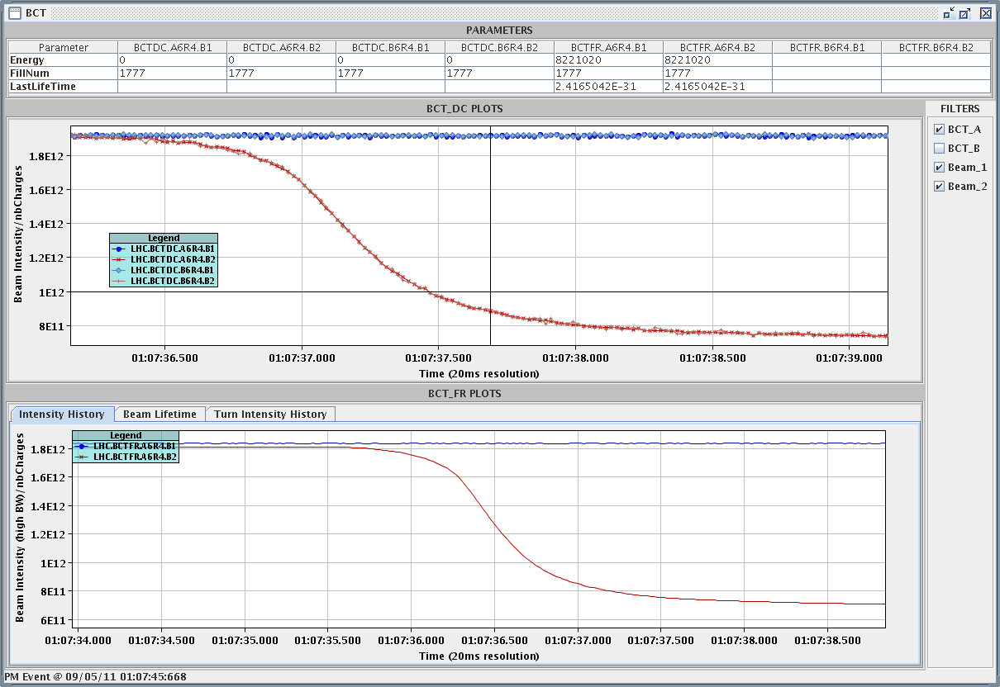 BCT
PARAMETERS
Parameter BCTDC.A6R4.B1 BCTDC.A6R4.B2 BCTDC.B6R4.B1 BCTDC.B6R4.B2 BCTFR.A6R4.B1 BCTFR.A6R4.B2 BCTFR.B6R4.B1 BCTFR.B6R4.B2
Energy 0 0 0 0 8221020 8221020
FillNum 1777 1777 1777 1777 1777 1777
LastLifeTime 2.4165042E-31 2.4165042E-31
BCT_DC PLOTS
Beam Intensity/nbCharges
1.8E12
1.6E12
1.4E12
1.2E12
1E12
8E11
Legend
LHC.BCTDC.A6R4.B1
LHC.BCTDC.A6R4.B2
LHC.BCTDC.B6R4.B1
LHC.BCTDC.B6R4.B2
01:07:36.500 01:07:37.000 01:07:37.500 01:07:38.000 01:07:38.500 01:07:39.000
Time (20ms resolution)
FILTERS
BCT_A
BCT_B
Beam_1
Beam_2
BCT_FR PLOTS
Intensity History Beam Lifetime Turn Intensity History
Beam Intensity (high BW)/nbCharges
Legend
LHC.BCTFR.A6R4.B1
LHC.BCTFR.A6R4.B2
1.8E12
1.6E12
1.4E12
1.2E12
1E12
8E11
6E11
01:07:34.000 01:07:34.500 01:07:35.000 01:07:35.500 01:07:36.000 01:07:36.500 01:07:37.000 01:07:37.500 01:07:38.000 01:07:38.500
Time (20ms resolution)
PM Event @ 09/05/11 01:07:45:668